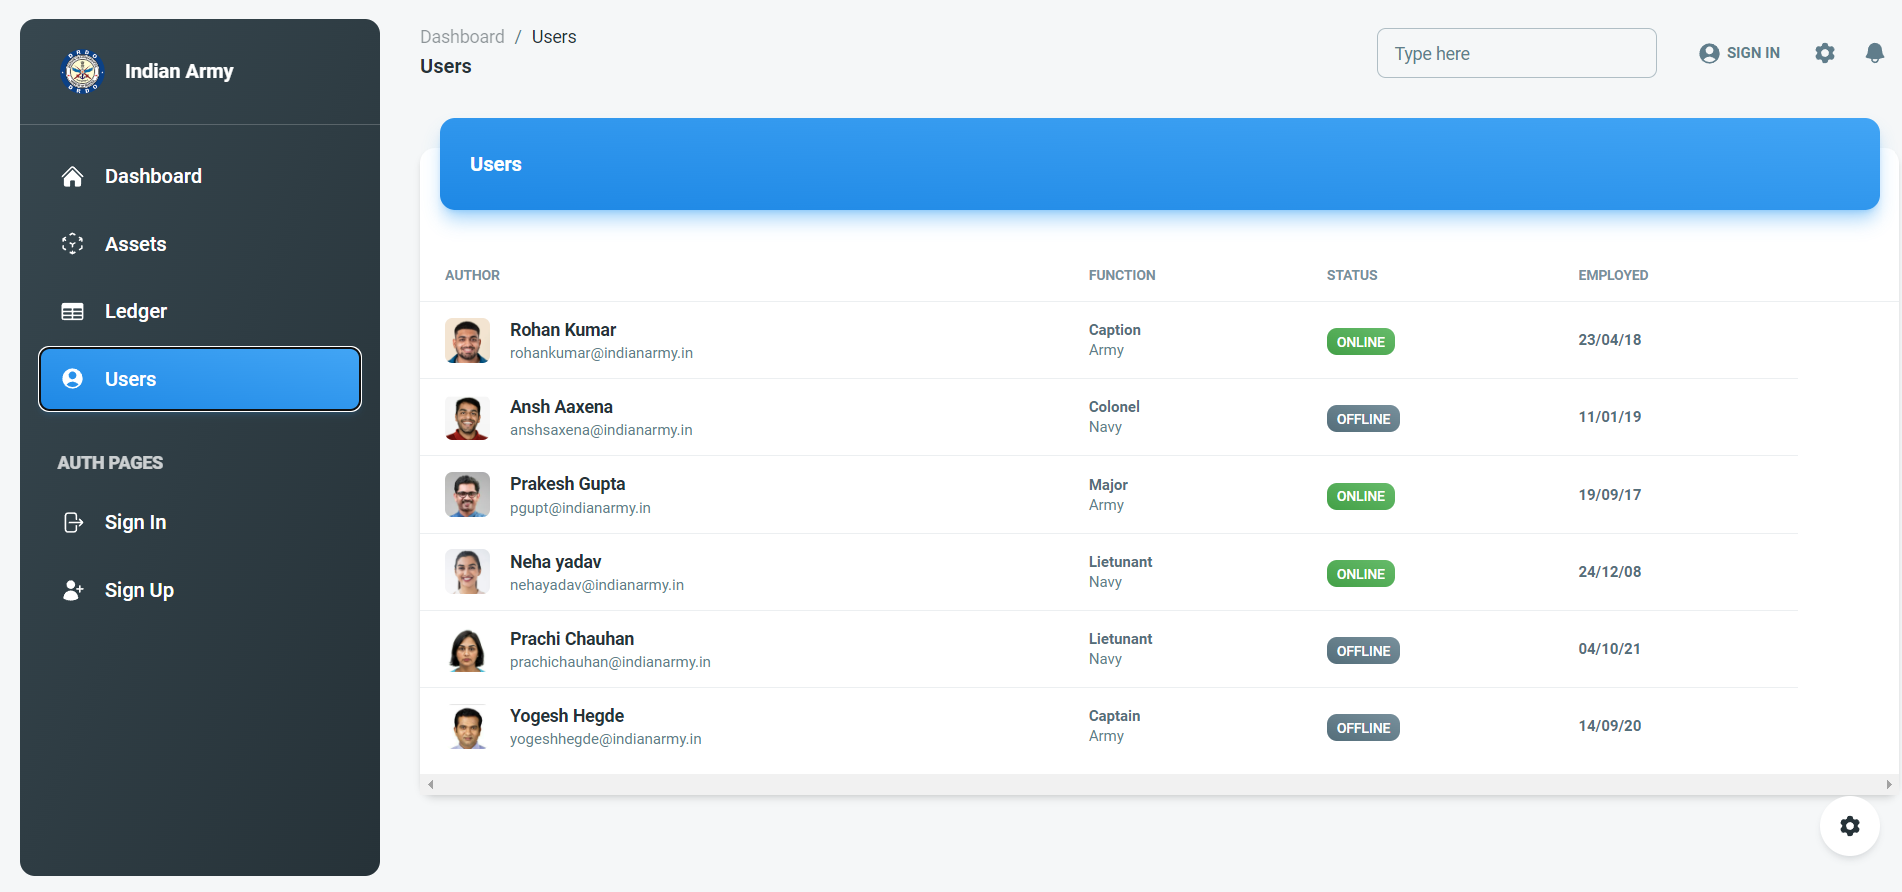 Indian Army
Dashboard
Assets
Ledger
Users
AUTH PAGES
Sign In
Sign Up
Dashboard / Users
Users
Type here
SIGN IN
Users
AUTHOR FUNCTION STATUS EMPLOYED
Rohan Kumar
rohankumar@indianarmy.in
Caption
Army
ONLINE
23/04/18
Ansh Aaxena
anshsaxena@indianarmy.in
Colonel
Navy
OFFLINE
11/01/19
Prakesh Gupta
pgupt@indianarmy.in
Major
Army
ONLINE
19/09/17
Neha yadav
nehayadav@indianarmy.in
Lietunant
Navy
ONLINE
24/12/08
Prachi Chauhan
prachichauhan@indianarmy.in
Lietunant
Navy
OFFLINE
04/10/21
Yogesh Hegde
yogeshhegde@indianarmy.in
Captain
Army
OFFLINE
14/09/20